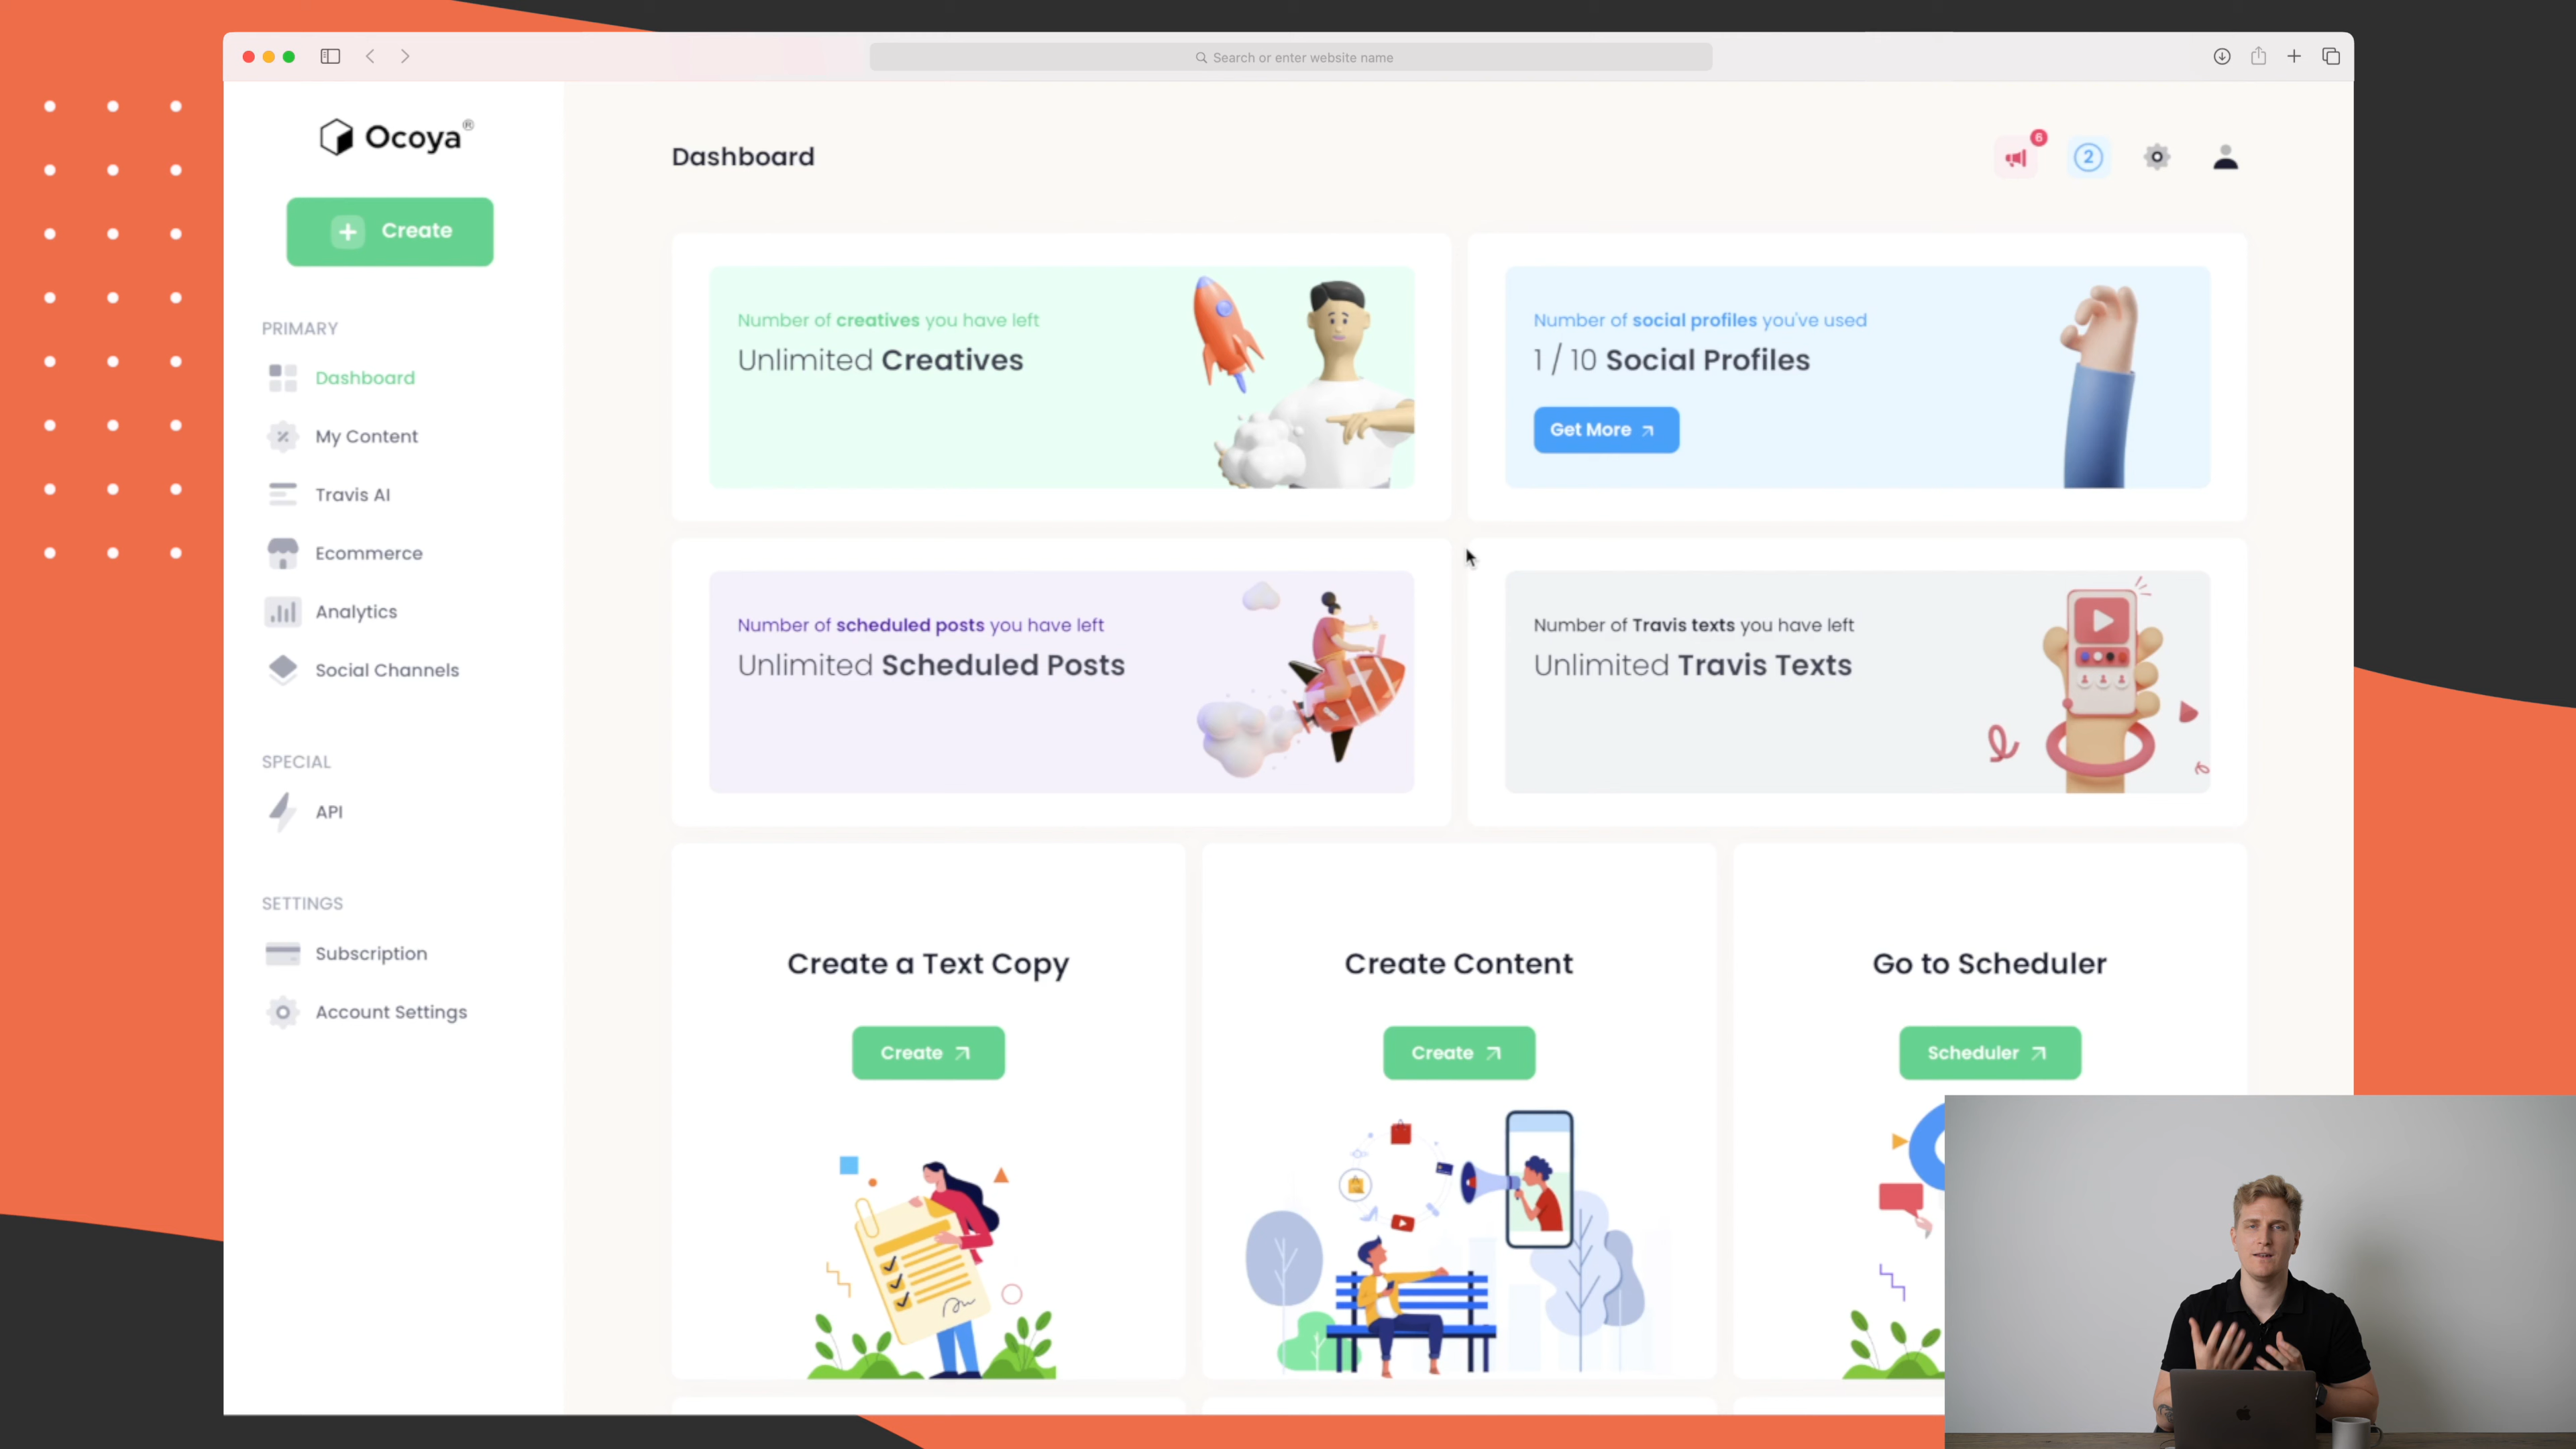 Search or enter website name
Ocoya®
Create
PRIMARY
Dashboard
My Content
Travis AI
Ecommerce
Analytics
Social Channels
SPECIAL
API
SETTINGS
Subscription
Account Settings
Dashboard
6
2
Number of creatives you have left
Unlimited Creatives
Number of social profiles you've used
1 / 10 Social Profiles
Get More
Number of scheduled posts you have left
Unlimited Scheduled Posts
Number of Travis texts you have left
Unlimited Travis Texts
Create a Text Copy
Create
Create Content
Create
Go to Scheduler
Scheduler